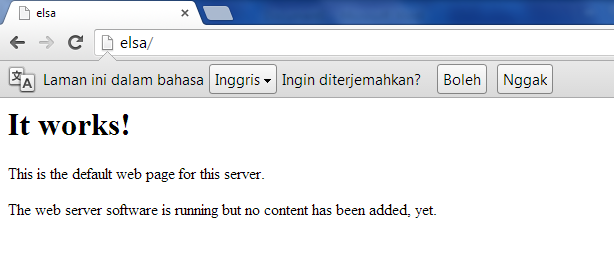 elsa
elsa/
Laman ini dalam bahasa Inggris Ingin diterjemahkan? Boleh Nggak
It works!
This is the default web page for this server.
The web server software is running but no content has been added, yet.